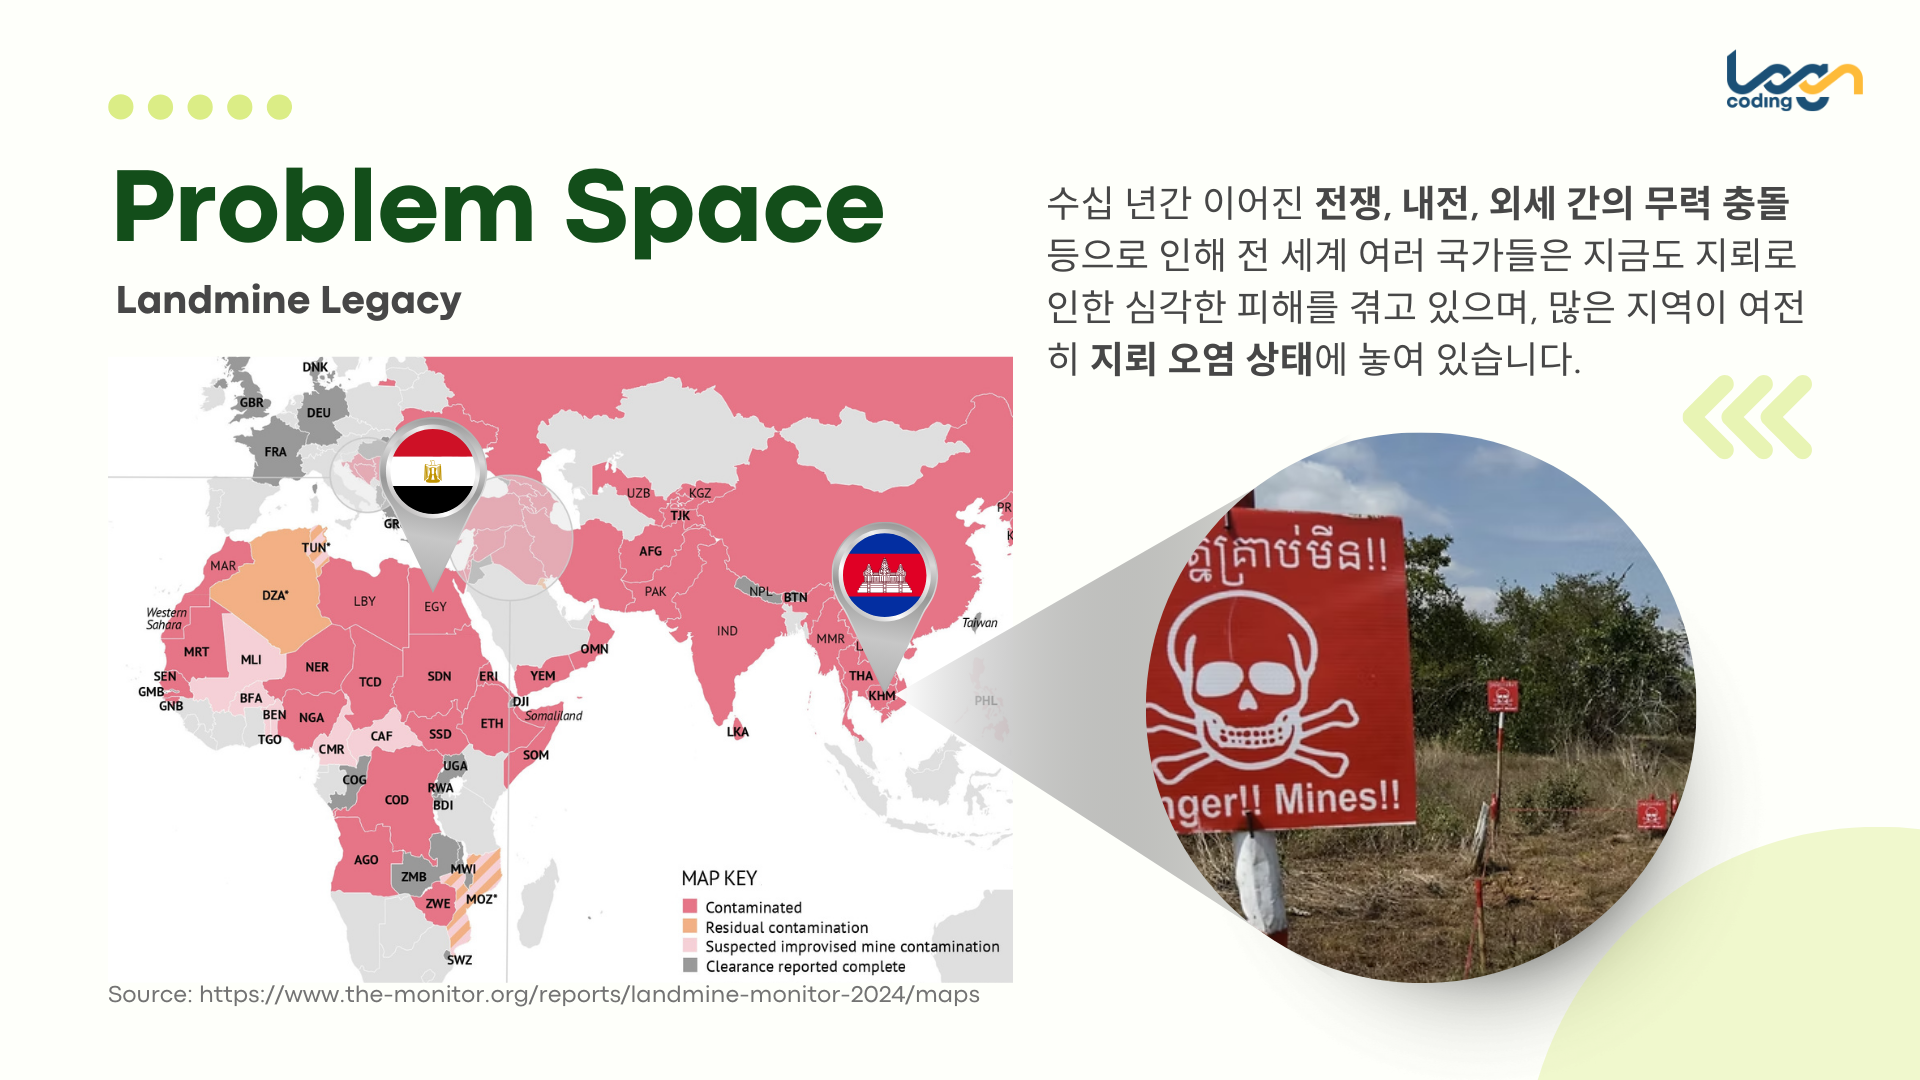 Logn
coding
Problem Space
Landmine Legacy
수십 년간 이어진 전쟁, 내전, 외세 간의 무력 충돌
등으로 인해 전 세계 여러 국가들은 지금도 지뢰로
인한 심각한 피해를 겪고 있으며, 많은 지역이 여전
히 지뢰 오염 상태에 놓여 있습니다.
DNK
GBR
DEU
FRA
GR
UZB
KGZ
TJK
AFG
PAK
NPL
BTN
IND
MMR
THA
KHM
Taiwan
PHL
LKA
TUN*
MAR
DZA*
LBY
EGY
Western
Sahara
MRT
MLI
NER
TCD
SDN
ERI
YEM
OMN
SEN
GMB
GNB
BFA
BEN
NGA
TGO
CMR
CAF
SSD
ETH
DJI
Somaliland
SOM
UGA
RWA
BDI
COG
COD
AGO
ZMB
MWI
MOZ*
ZWE
SWZ
MAP KEY
Contaminated
Residual contamination
Suspected improvised mine contamination
Clearance reported complete
Source: https://www.the-monitor.org/reports/landmine-monitor-2024/maps
គ្រាប់មីន!!
nger!! Mines!!